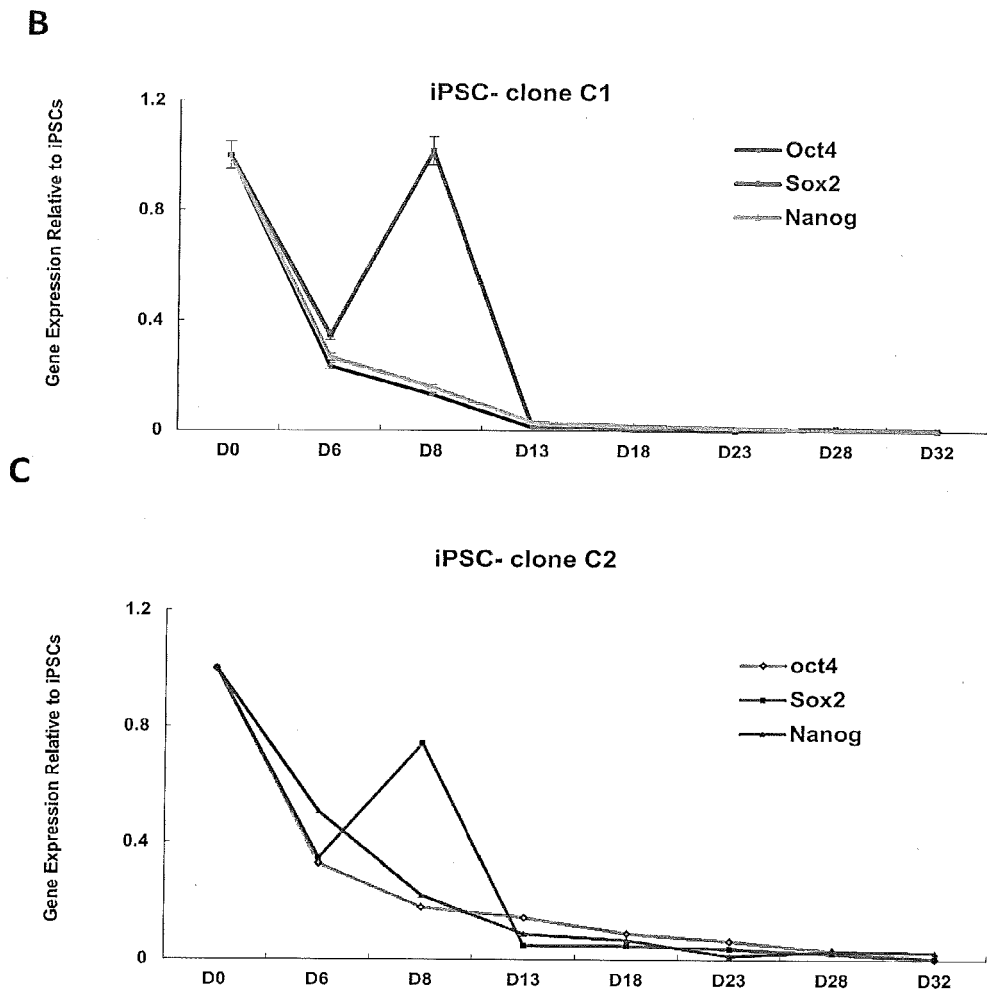 B
iPSC- clone C1
Gene Expression Relative to iPSCs
1.2
0.8
0.4
0
Oct4
Sox2
Nanog
D0 D6 D8 D13 D18 D23 D28 D32
C
iPSC- clone C2
Gene Expression Relative to iPSCs
1.2
0.8
0.4
0
oct4
Sox2
Nanog
D0 D6 D8 D13 D18 D23 D28 D32